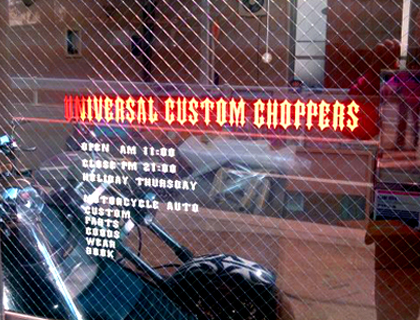 UNIVERSAL CUSTOM CHOPPERS
OPEN AM 11:00
CLOSE PM 21:00
HOLIDAY THURSDAY
MOTORCYCLE AUTO
CUSTOM
PARTS
GOODS
WEAR
BOOK